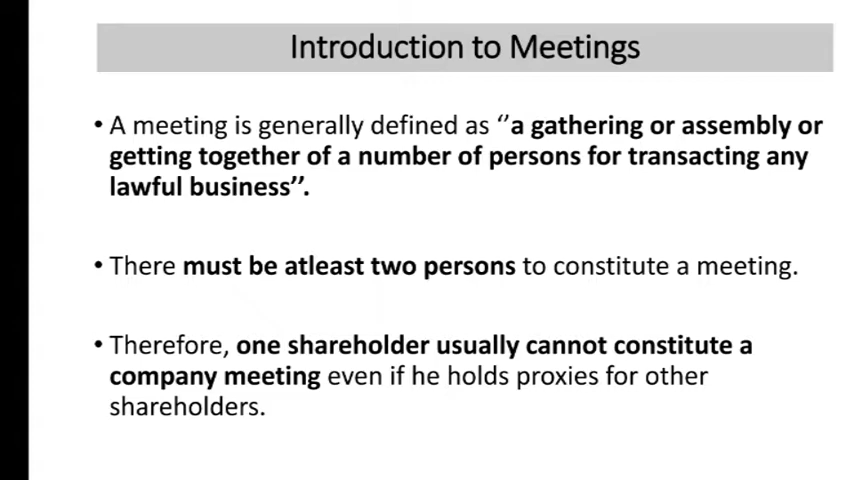 Introduction to Meetings
• A meeting is generally defined as ‘’a gathering or assembly or
getting together of a number of persons for transacting any
lawful business’’.
• There must be atleast two persons to constitute a meeting.
• Therefore, one shareholder usually cannot constitute a
company meeting even if he holds proxies for other
shareholders.